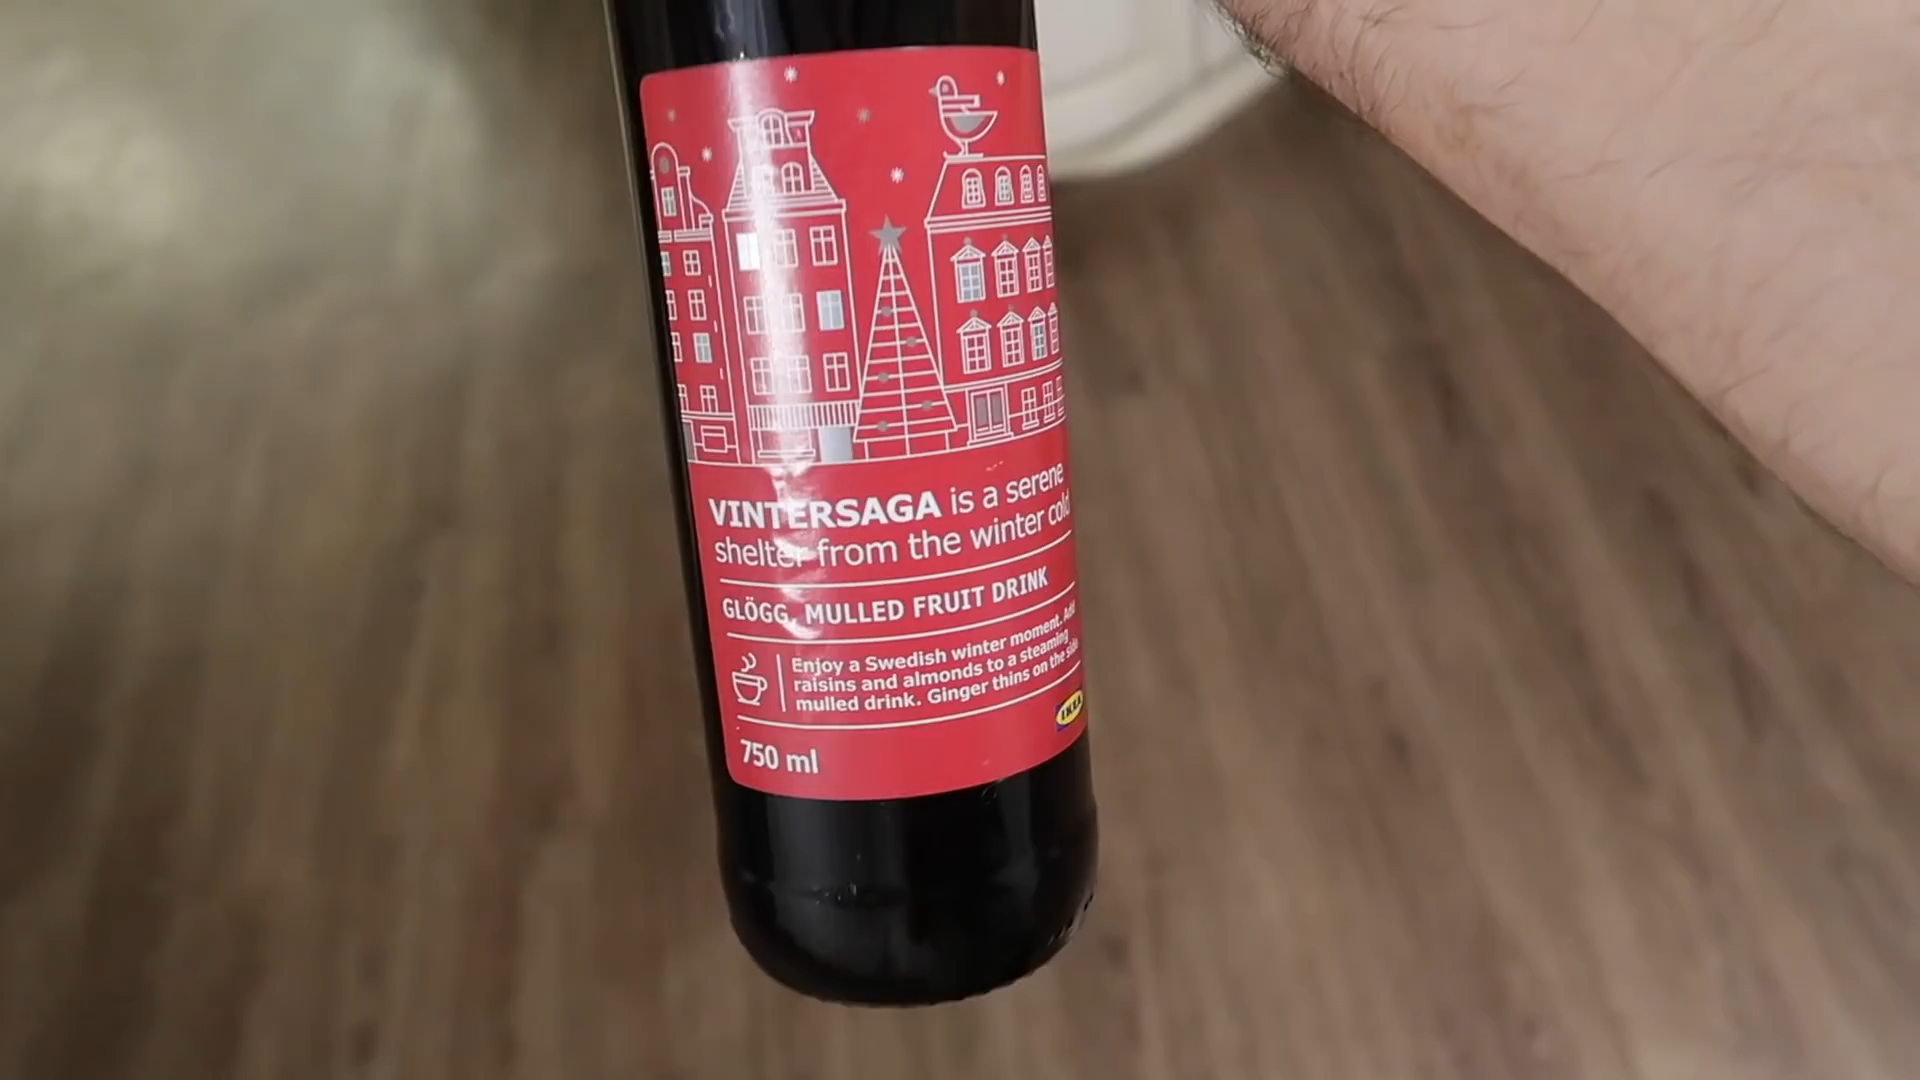 VINTERSAGA is a serene
shelter from the winter cold
GLÖGG, MULLED FRUIT DRINK
Enjoy a Swedish winter moment. Add
raisins and almonds to a steaming
mulled drink. Ginger thins on the side.
IKEA
750 ml